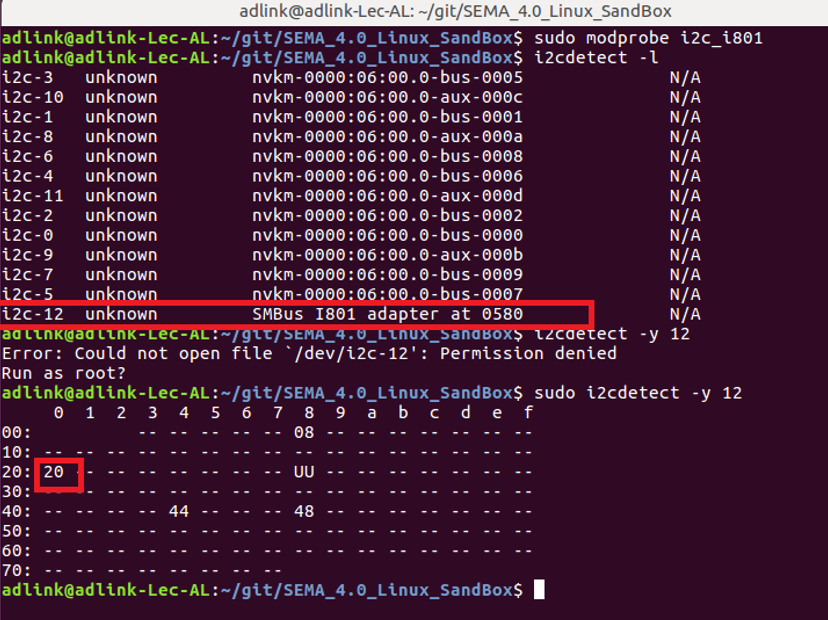 adlink@adlink-Lec-AL: ~/git/SEMA_4.0_Linux_SandBox
adlink@adlink-Lec-AL:~/git/SEMA_4.0_Linux_SandBox$ sudo modprobe i2c_i801
adlink@adlink-Lec-AL:~/git/SEMA_4.0_Linux_SandBox$ i2cdetect -l
i2c-3 unknown nvkm-0000:06:00.0-bus-0005 N/A
i2c-10 unknown nvkm-0000:06:00.0-aux-000c N/A
i2c-1 unknown nvkm-0000:06:00.0-bus-0001 N/A
i2c-8 unknown nvkm-0000:06:00.0-aux-000a N/A
i2c-6 unknown nvkm-0000:06:00.0-bus-0008 N/A
i2c-4 unknown nvkm-0000:06:00.0-bus-0006 N/A
i2c-11 unknown nvkm-0000:06:00.0-aux-000d N/A
i2c-2 unknown nvkm-0000:06:00.0-bus-0002 N/A
i2c-0 unknown nvkm-0000:06:00.0-bus-0000 N/A
i2c-9 unknown nvkm-0000:06:00.0-aux-000b N/A
i2c-7 unknown nvkm-0000:06:00.0-bus-0009 N/A
i2c-5 unknown nvkm-0000:06:00.0-bus-0007 N/A
i2c-12 unknown SMBus I801 adapter at 0580 N/A
adlink@adlink-Lec-AL:~/git/SEMA_4.0_Linux_SandBox$ i2cdetect -y 12
Error: Could not open file `/dev/i2c-12': Permission denied
Run as root?
adlink@adlink-Lec-AL:~/git/SEMA_4.0_Linux_SandBox$ sudo i2cdetect -y 12
     0  1  2  3  4  5  6  7  8  9  a  b  c  d  e  f
00:          -- -- -- -- -- 08 -- -- -- -- -- -- --
10: -- -- -- -- -- -- -- -- -- -- -- -- -- -- -- --
20: 20 -- -- -- -- -- -- -- UU -- -- -- -- -- -- --
30: -- -- -- -- -- -- -- -- -- -- -- -- -- -- -- --
40: -- -- -- -- 44 -- -- -- 48 -- -- -- -- -- -- --
50: -- -- -- -- -- -- -- -- -- -- -- -- -- -- -- --
60: -- -- -- -- -- -- -- -- -- -- -- -- -- -- -- --
70: -- -- -- -- -- -- -- --
adlink@adlink-Lec-AL:~/git/SEMA_4.0_Linux_SandBox$